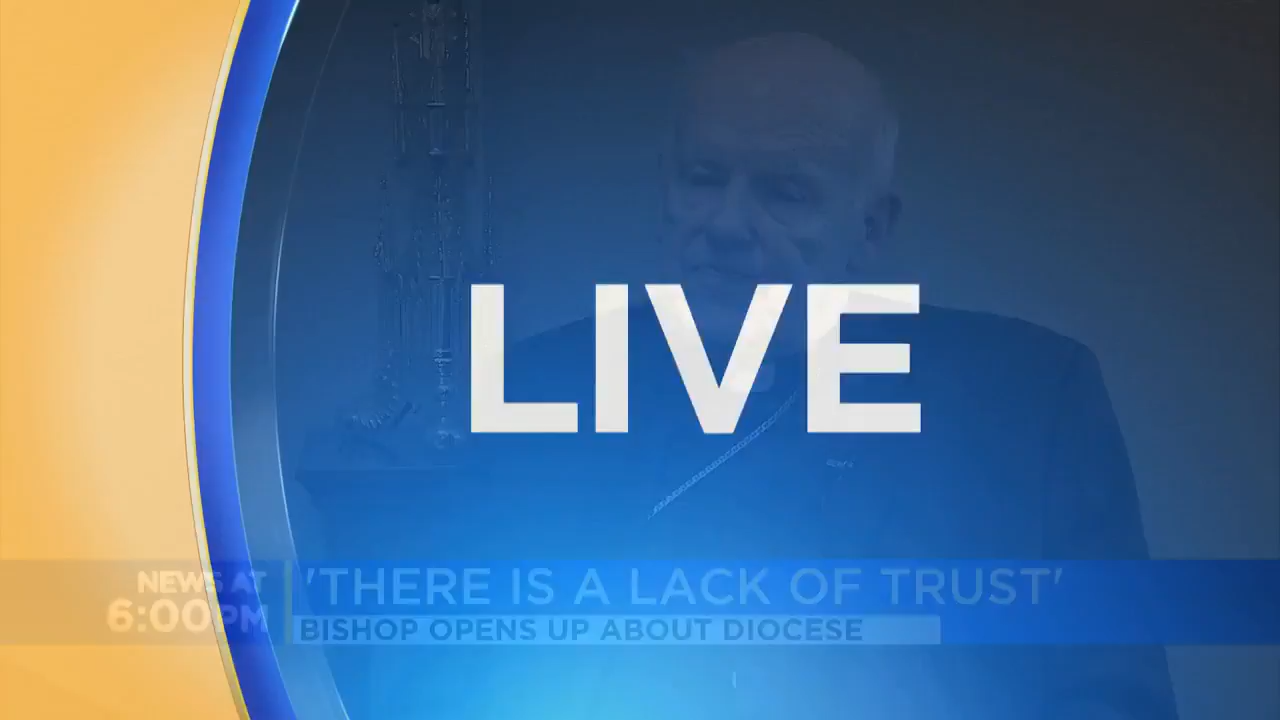 LIVE
NEWS AT
6:00PM
'THERE IS A LACK OF TRUST'
BISHOP OPENS UP ABOUT DIOCESE